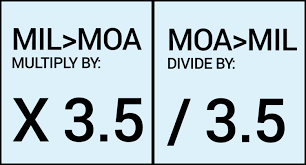 MIL>MOA
MULTIPLY BY:
X 3.5
MOA>MIL
DIVIDE BY:
/ 3.5